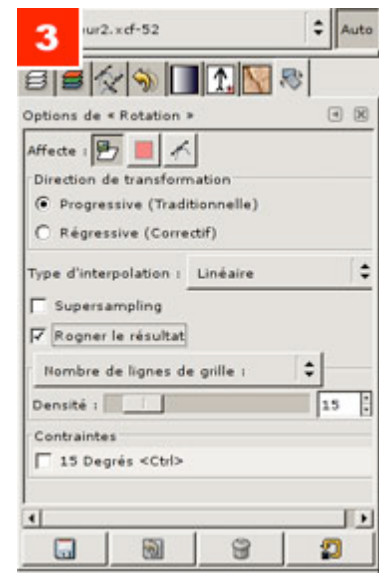 3
ur2.xcf-52
Auto
Options de « Rotation »
Affecte :
Direction de transformation
Progressive (Traditionnelle)
Régressive (Correctif)
Type d'interpolation : Linéaire
Supersampling
Rogner le résultat
Nombre de lignes de grille :
Densité : 15
Contraintes
15 Degrés <Ctrl>